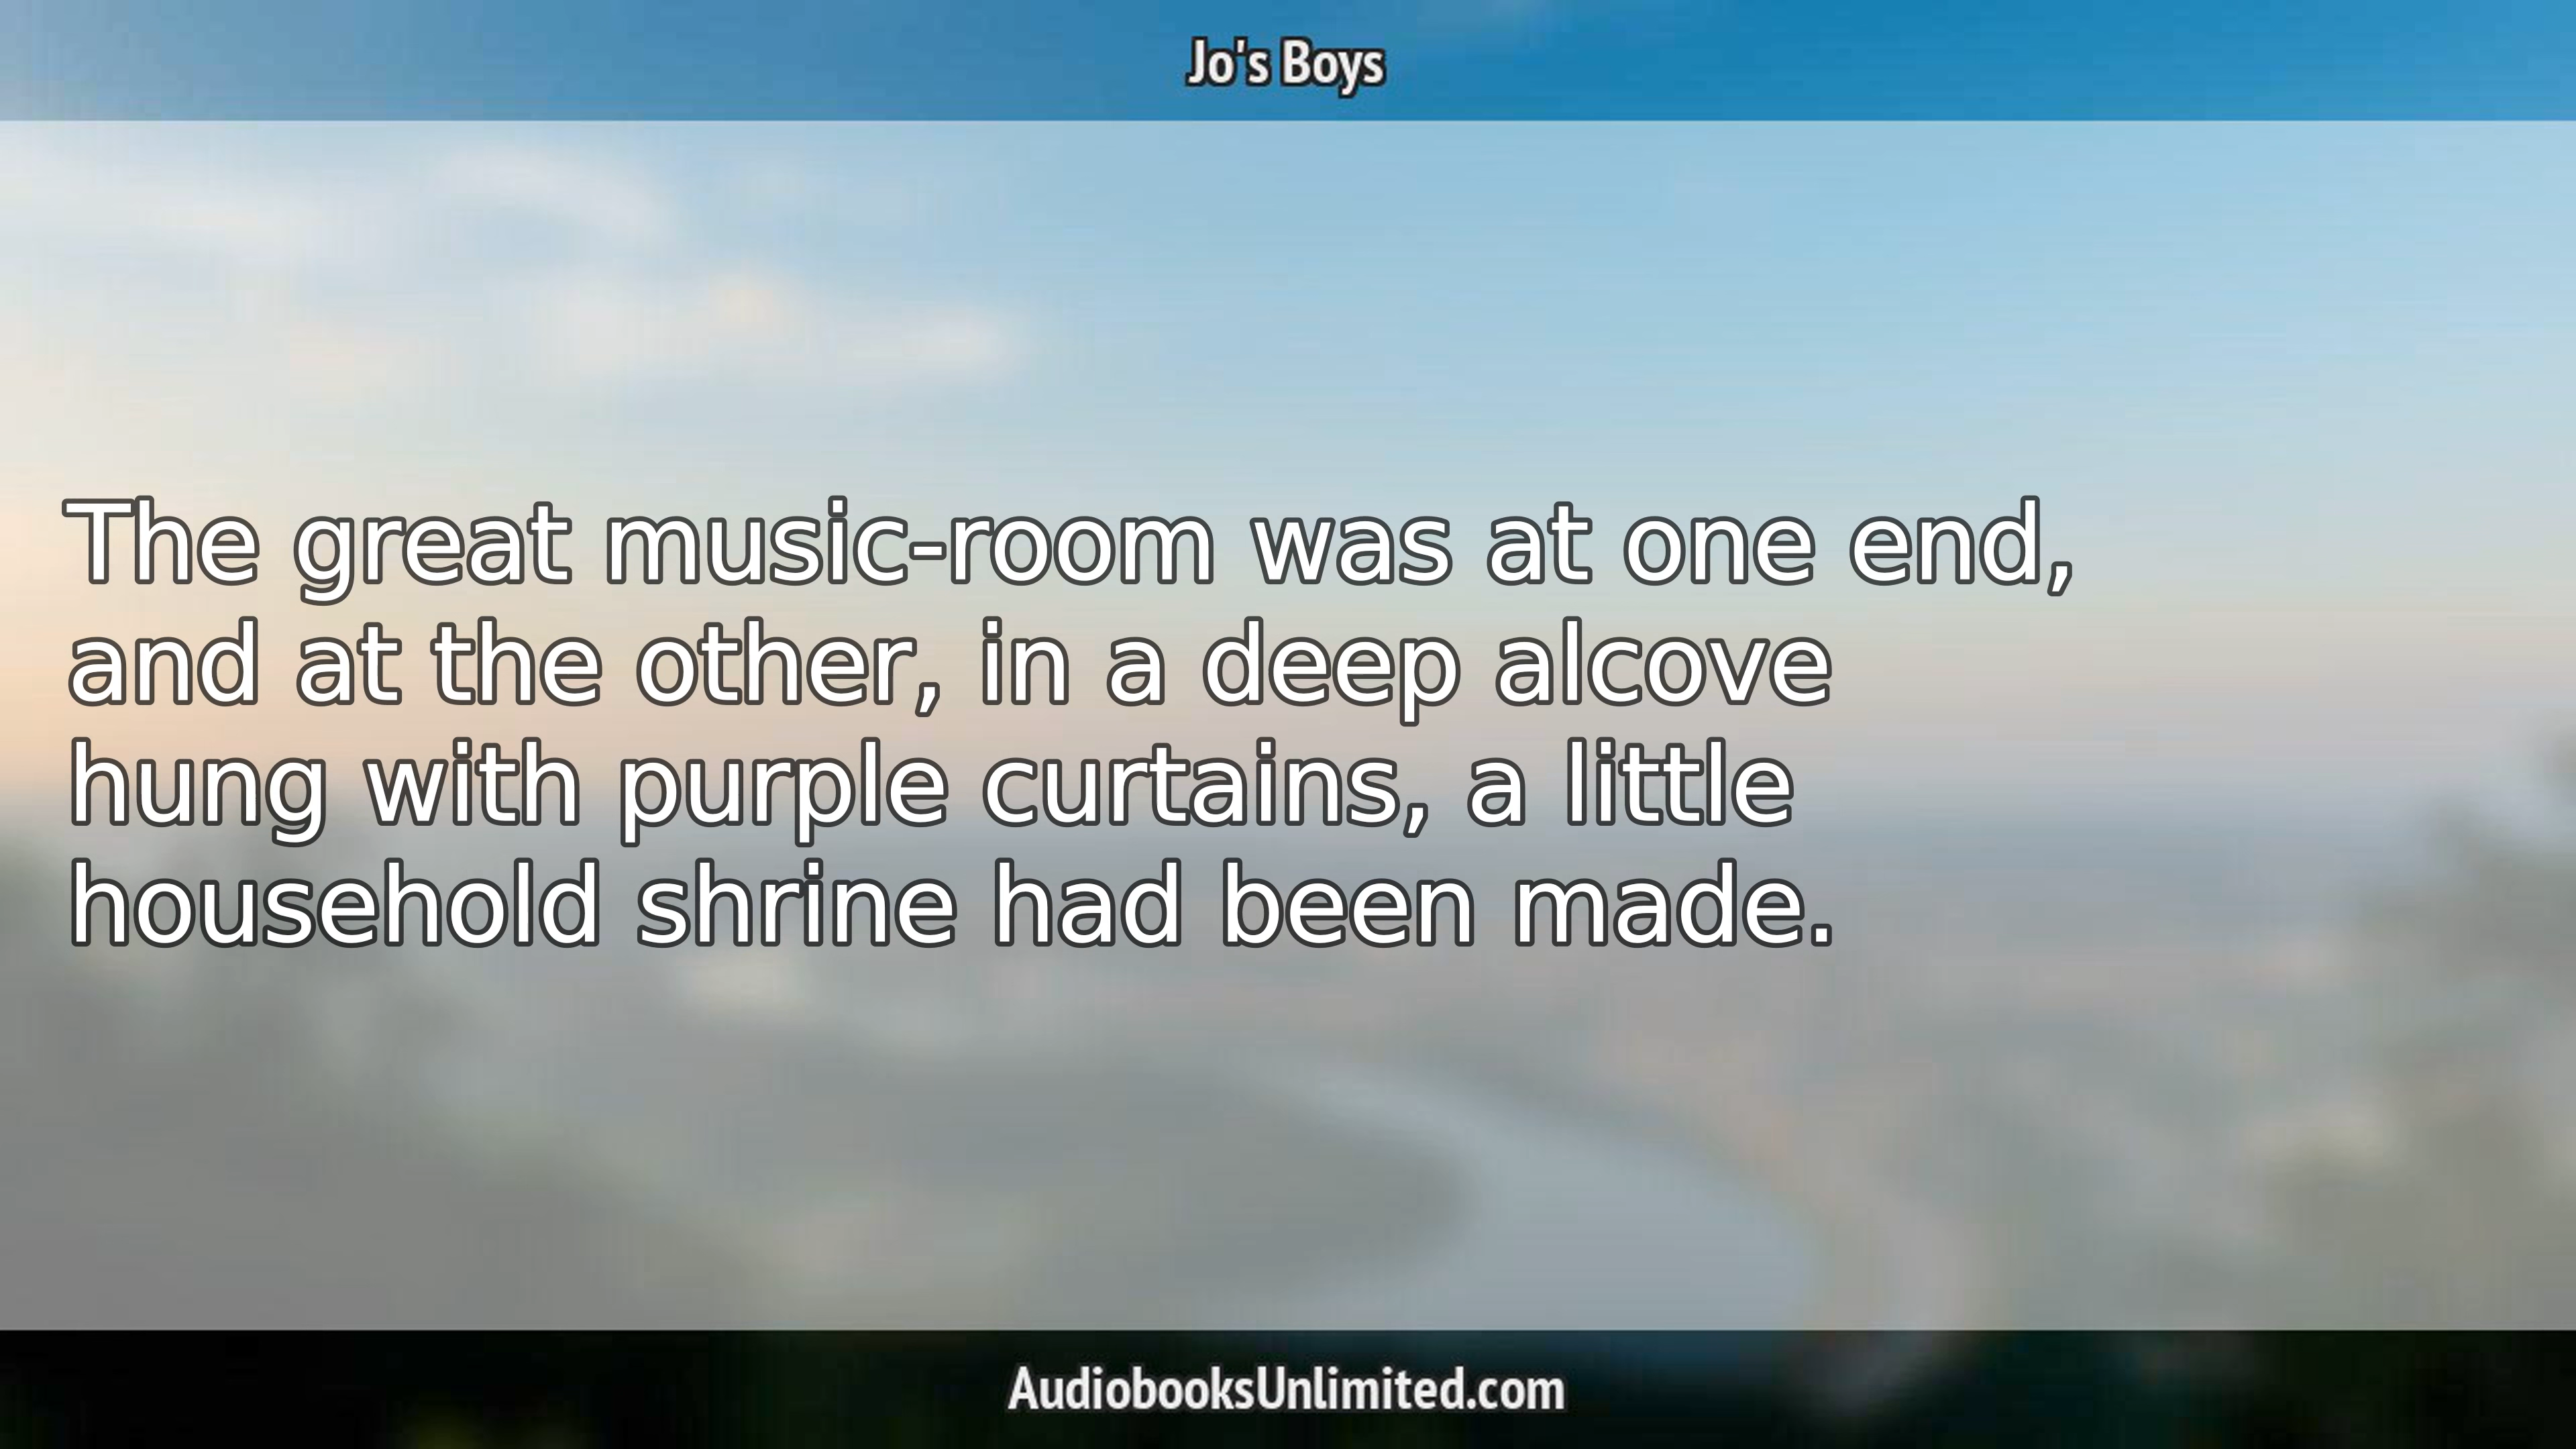 Jo's Boys
The great music-room was at one end,
and at the other, in a deep alcove
hung with purple curtains, a little
household shrine had been made.
AudiobooksUnlimited.com